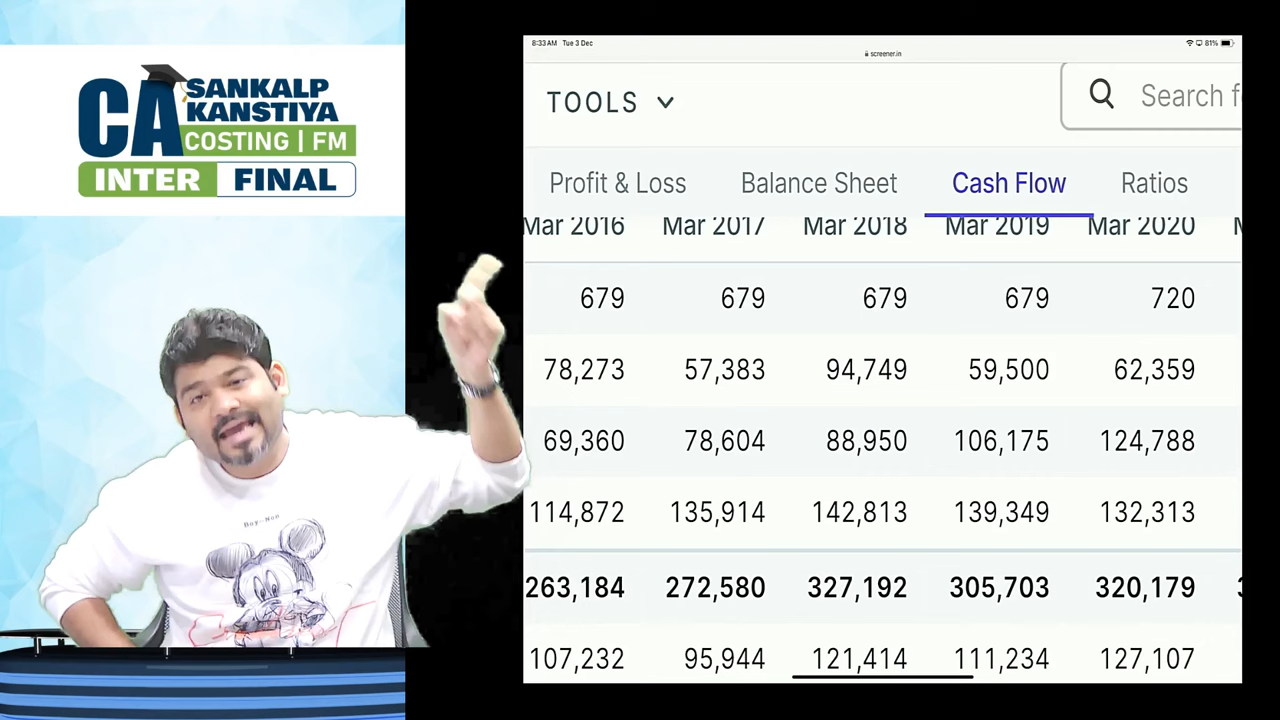 CA SANKALP
KANSTIYA
COSTING | FM
INTER FINAL
8:33 AM Tue 3 Dec
screener.in
81%
TOOLS
Search f
Profit & Loss Balance Sheet Cash Flow Ratios
Mar 2016 Mar 2017 Mar 2018 Mar 2019 Mar 2020
679 679 679 679 720
78,273 57,383 94,749 59,500 62,359
69,360 78,604 88,950 106,175 124,788
114,872 135,914 142,813 139,349 132,313
263,184 272,580 327,192 305,703 320,179
107,232 95,944 121,414 111,234 127,107